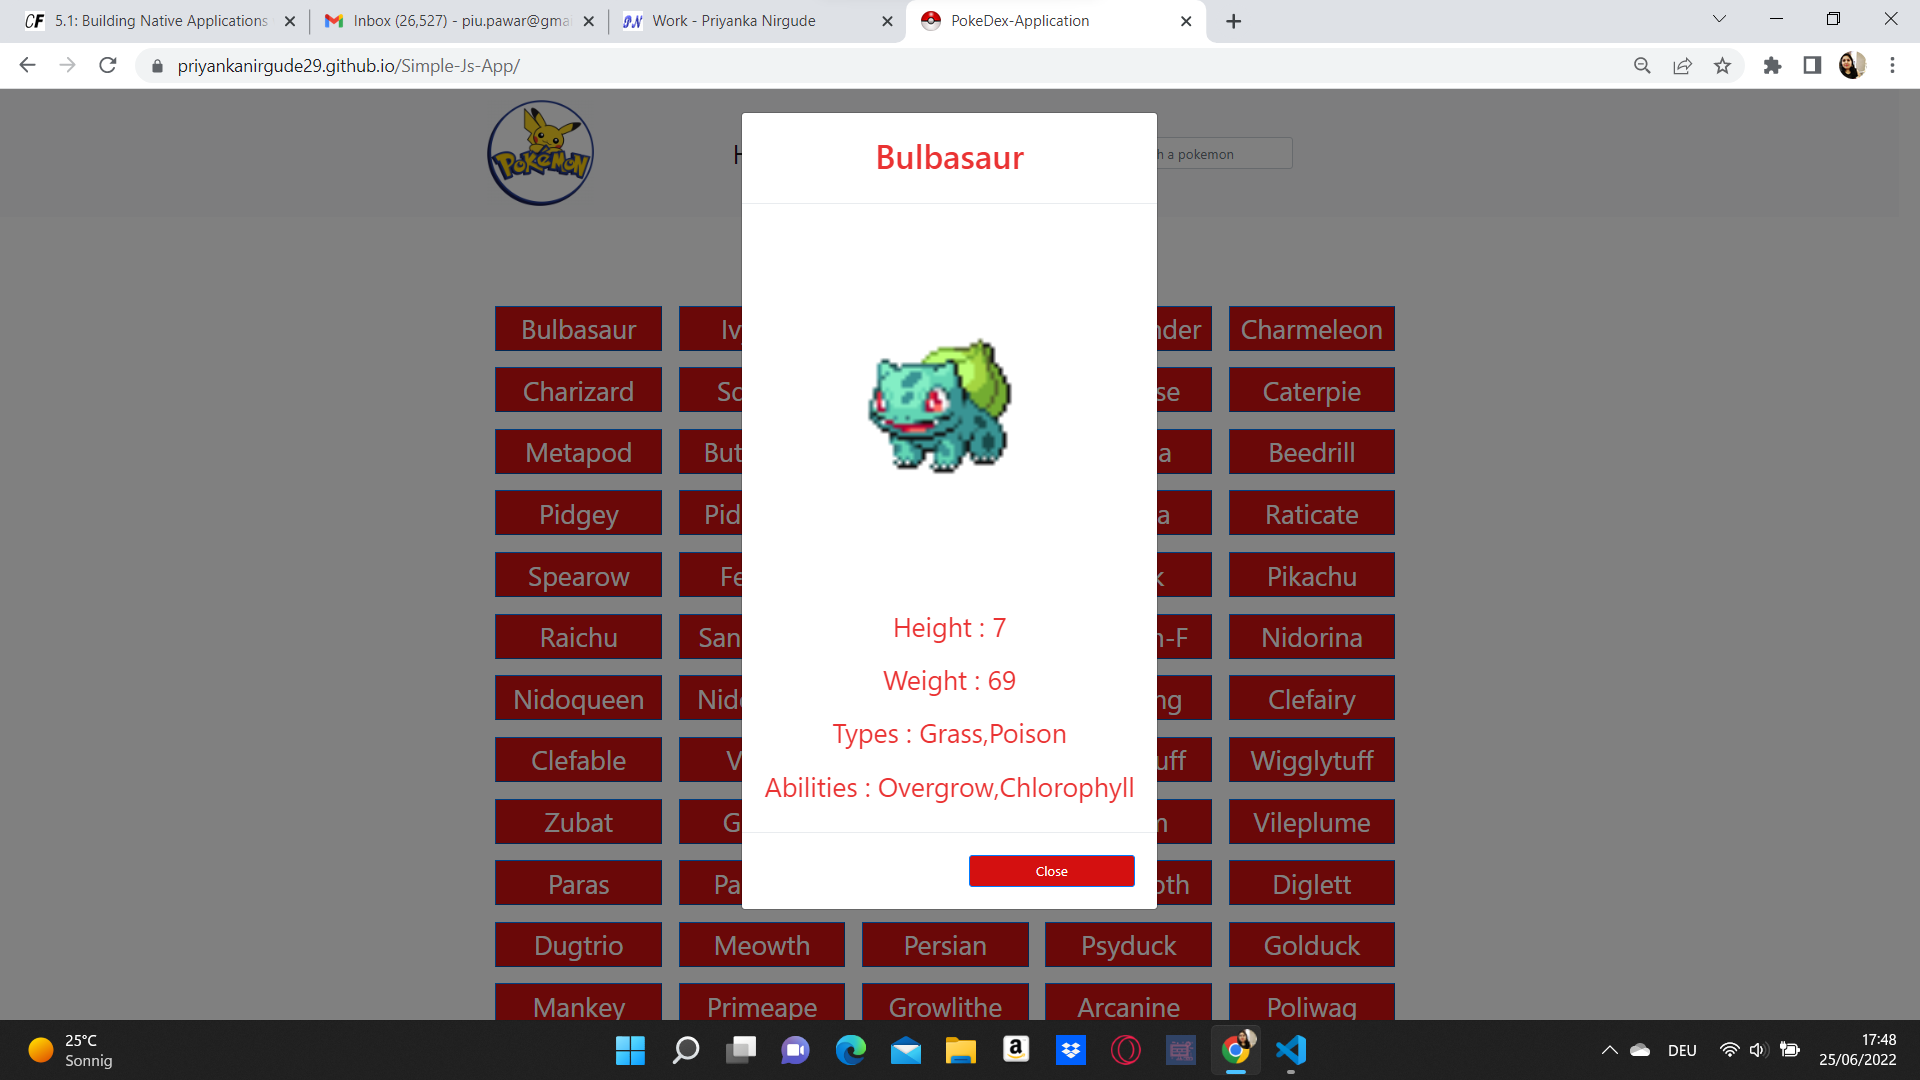 5.1: Building Native Applications
Inbox (26,527) - piu.pawar@gma
Work - Priyanka Nirgude
PokeDex-Application
priyankanirgude29.github.io/Simple-Js-App/
POKÉMON
H
Bulbasaur
h a pokemon
Bulbasaur
Iv
nder
Charmeleon
Charizard
Sq
se
Caterpie
Metapod
But
a
Beedrill
Pidgey
Pid
a
Raticate
Spearow
Fe
k
Pikachu
Raichu
San
n-F
Nidorina
Height : 7
Weight : 69
Nidoqueen
Nid
ng
Clefairy
Types : Grass,Poison
Clefable
V
uff
Wigglytuff
Abilities : Overgrow,Chlorophyll
Zubat
G
m
Vileplume
Close
Paras
Pa
oth
Diglett
Dugtrio
Meowth
Persian
Psyduck
Golduck
Mankey
Primeape
Growlithe
Arcanine
Poliwag
25°C
Sonnig
DEU
17:48
25/06/2022